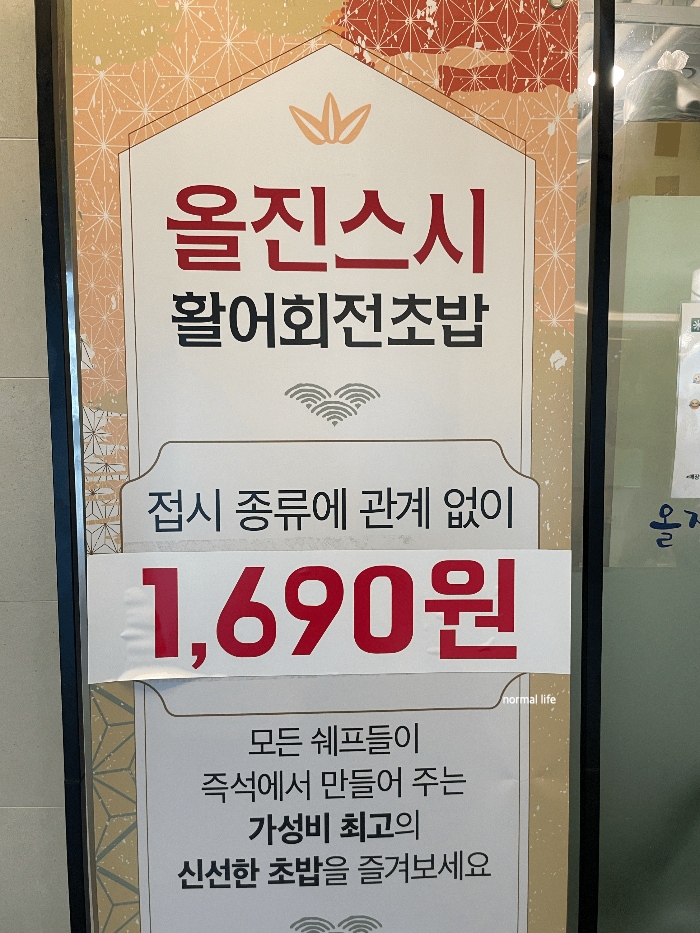 올진스시
활어회전초밥
접시 종류에 관계 없이
1,690원
normal life
모든 쉐프들이
즉석에서 만들어 주는
가성비 최고의
신선한 초밥을 즐겨보세요
올